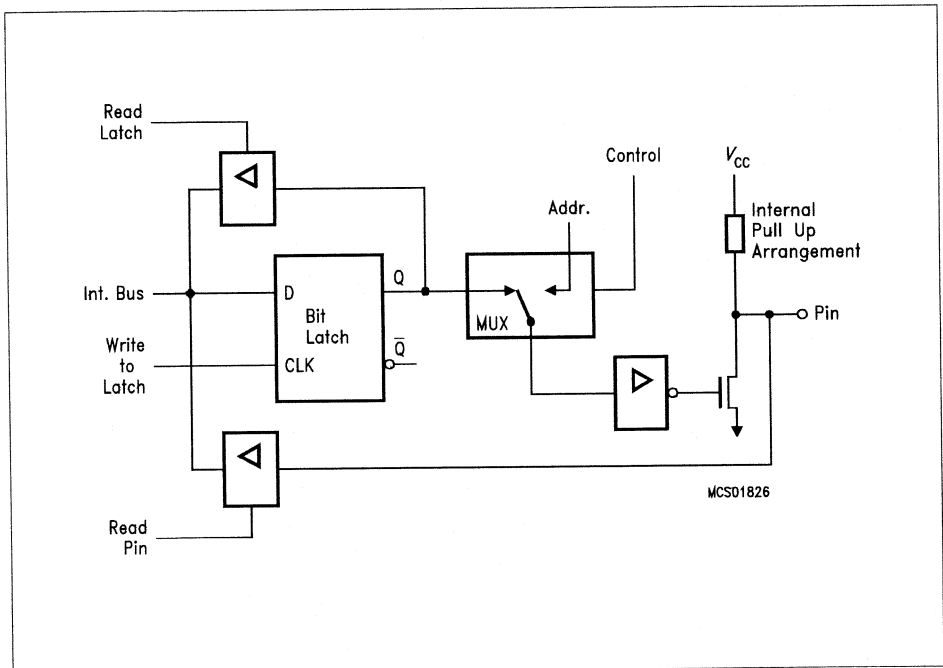 Read
Latch
Control
VCC
Addr.
Internal
Pull Up
Arrangement
Int. Bus
D
Q
Bit
Latch
MUX
Pin
Write
to
Latch
CLK
Q̅
MCS01826
Read
Pin